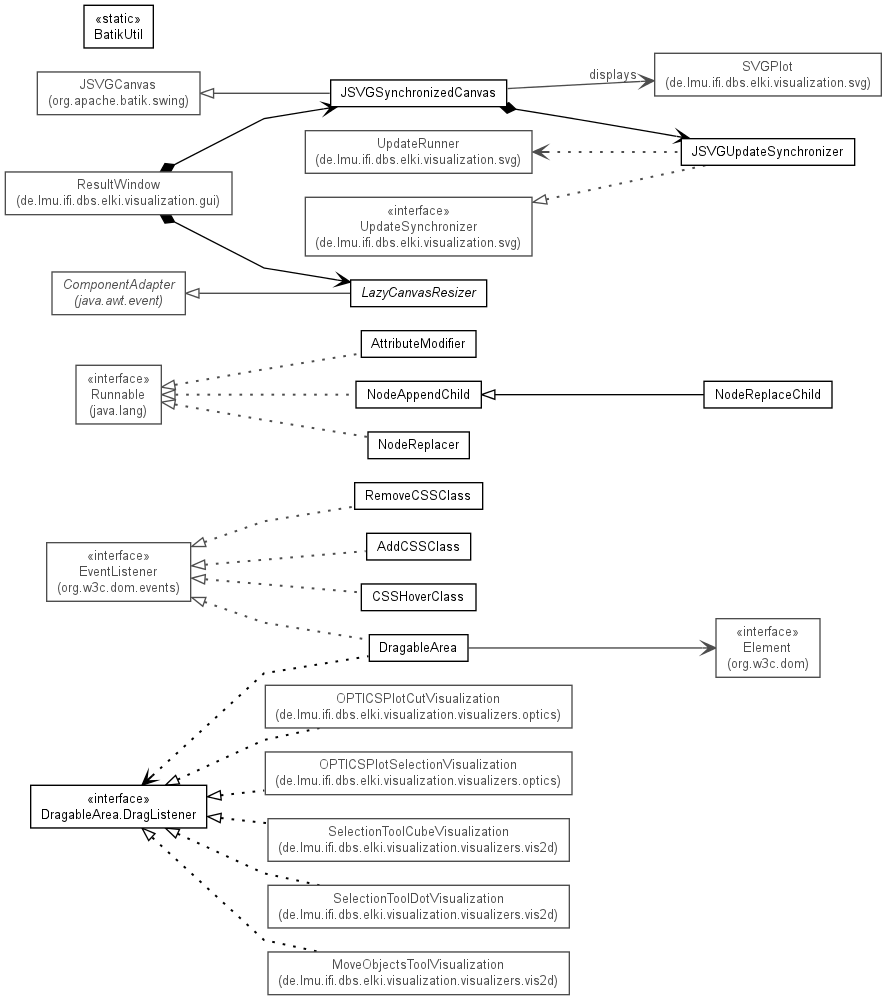 «static»
BatikUtil
JSVGCanvas
(org.apache.batik.swing)
JSVGSynchronizedCanvas
displays
SVGPlot
(de.lmu.ifi.dbs.elki.visualization.svg)
UpdateRunner
(de.lmu.ifi.dbs.elki.visualization.svg)
JSVGUpdateSynchronizer
ResultWindow
(de.lmu.ifi.dbs.elki.visualization.gui)
«interface»
UpdateSynchronizer
(de.lmu.ifi.dbs.elki.visualization.svg)
ComponentAdapter
(java.awt.event)
LazyCanvasResizer
AttributeModifier
«interface»
Runnable
(java.lang)
NodeAppendChild
NodeReplaceChild
NodeReplacer
RemoveCSSClass
«interface»
EventListener
(org.w3c.dom.events)
AddCSSClass
CSSHoverClass
DragableArea
«interface»
Element
(org.w3c.dom)
OPTICSPlotCutVisualization
(de.lmu.ifi.dbs.elki.visualization.visualizers.optics)
OPTICSPlotSelectionVisualization
(de.lmu.ifi.dbs.elki.visualization.visualizers.optics)
«interface»
DragableArea.DragListener
SelectionToolCubeVisualization
(de.lmu.ifi.dbs.elki.visualization.visualizers.vis2d)
SelectionToolDotVisualization
(de.lmu.ifi.dbs.elki.visualization.visualizers.vis2d)
MoveObjectsToolVisualization
(de.lmu.ifi.dbs.elki.visualization.visualizers.vis2d)